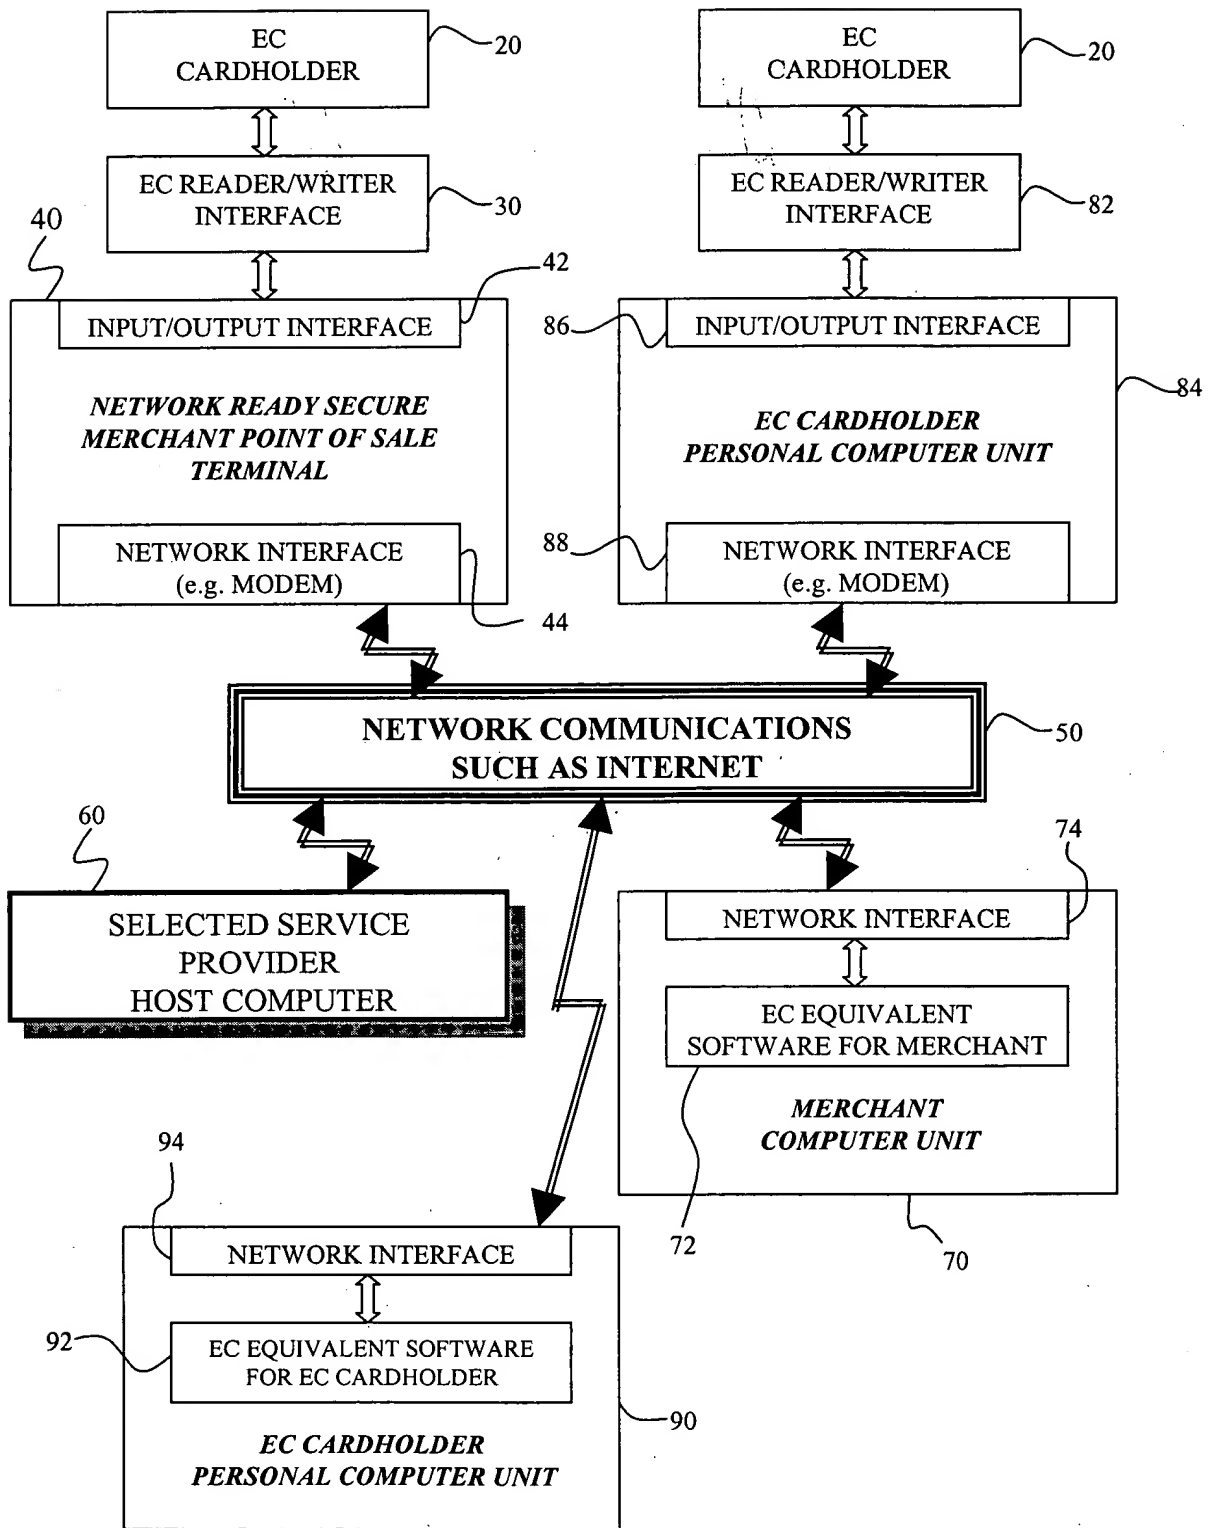 EC
CARDHOLDER
20
EC
CARDHOLDER
20
EC READER/WRITER
INTERFACE
30
EC READER/WRITER
INTERFACE
82
40
42
INPUT/OUTPUT INTERFACE
NETWORK READY SECURE
MERCHANT POINT OF SALE
TERMINAL
NETWORK INTERFACE
(e.g. MODEM)
44
86
INPUT/OUTPUT INTERFACE
84
EC CARDHOLDER
PERSONAL COMPUTER UNIT
88
NETWORK INTERFACE
(e.g. MODEM)
NETWORK COMMUNICATIONS
SUCH AS INTERNET
50
60
SELECTED SERVICE
PROVIDER
HOST COMPUTER
74
NETWORK INTERFACE
EC EQUIVALENT
SOFTWARE FOR MERCHANT
MERCHANT
COMPUTER UNIT
72
70
94
NETWORK INTERFACE
92
EC EQUIVALENT SOFTWARE
FOR EC CARDHOLDER
90
EC CARDHOLDER
PERSONAL COMPUTER UNIT